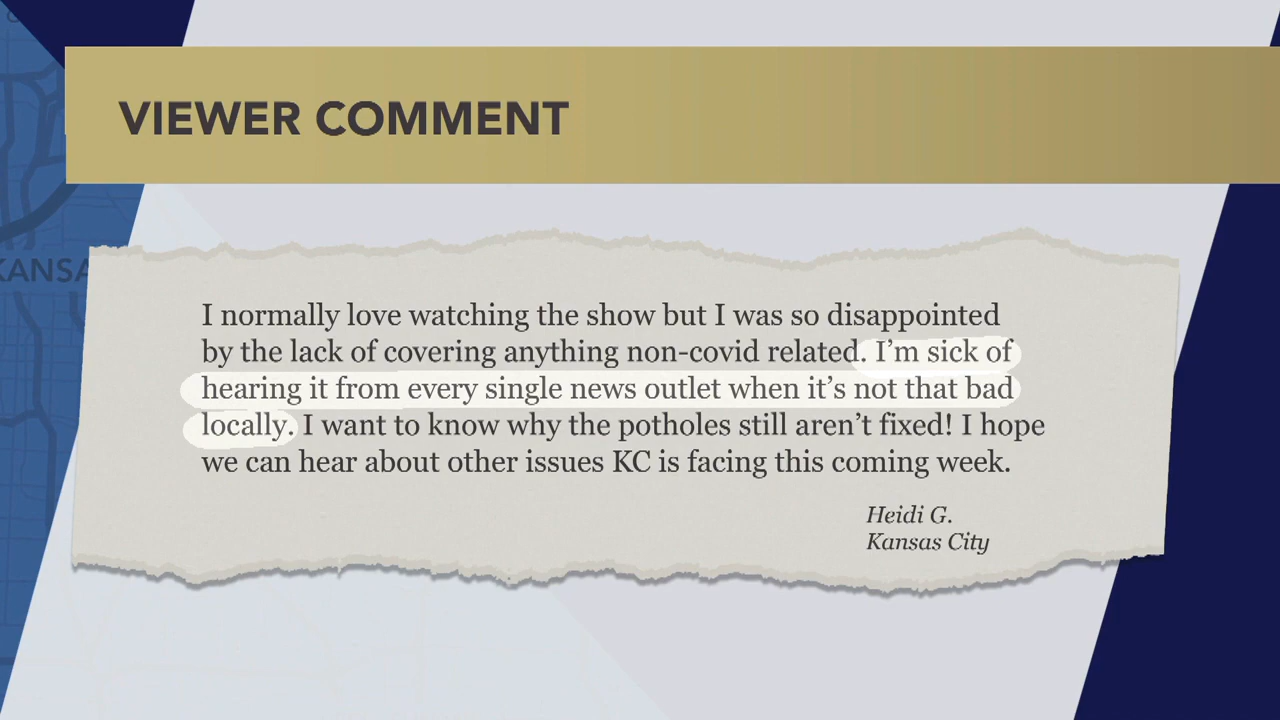 VIEWER COMMENT
KANSA
I normally love watching the show but I was so disappointed
by the lack of covering anything non-covid related. I'm sick of
hearing it from every single news outlet when it's not that bad
locally. I want to know why the potholes still aren't fixed! I hope
we can hear about other issues KC is facing this coming week.
Heidi G.
Kansas City